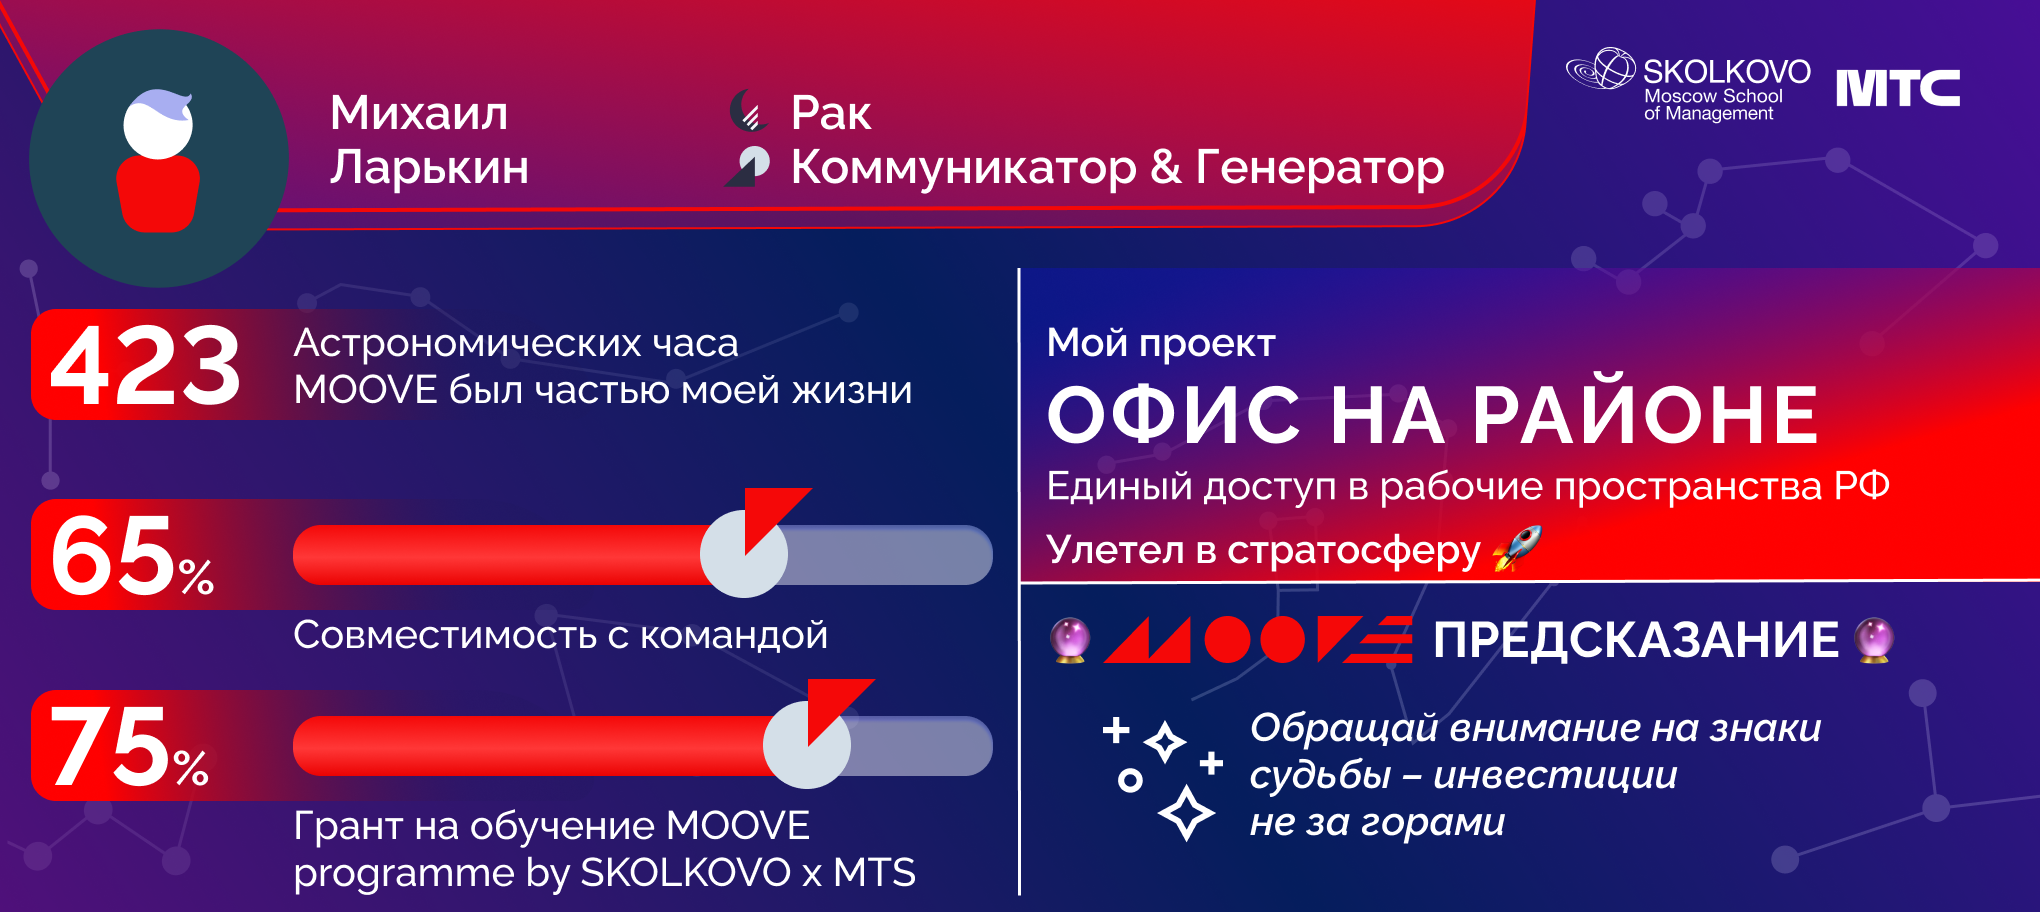 Михаил
Ларькин
Рак
Коммуникатор & Генератор
SKOLKOVO
Moscow School
of Management
МТС
423
Астрономических часа
MOOVE был частью моей жизни
65%
Совместимость с командой
75%
Грант на обучение MOOVE
programme by SKOLKOVO x MTS
Мой проект
ОФИС НА РАЙОНЕ
Единый доступ в рабочие пространства РФ
Улетел в стратосферу 🚀
🔮 MOOVE ПРЕДСКАЗАНИЕ 🔮
Обращай внимание на знаки
судьбы – инвестиции
не за горами